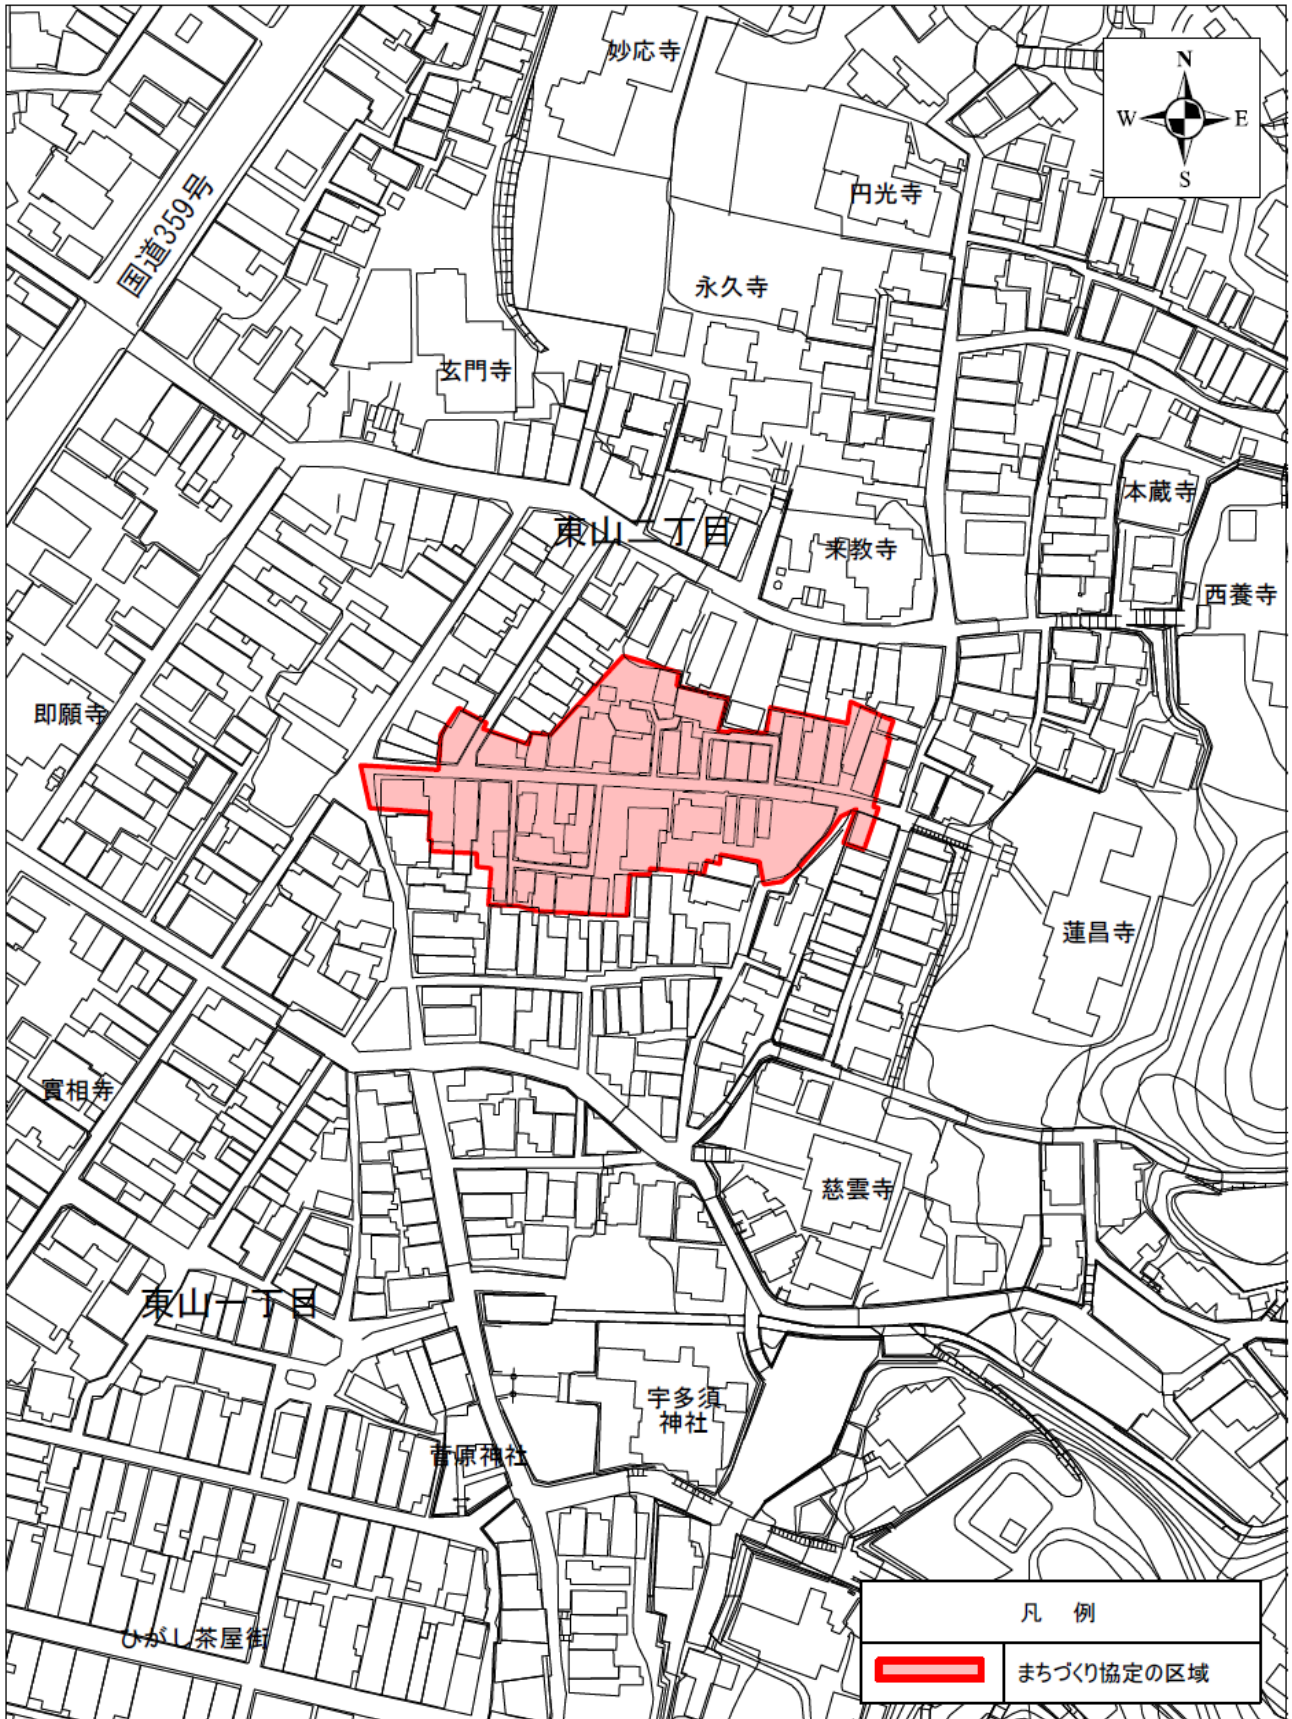 妙応寺
N
W
E
S
円光寺
国道359号
永久寺
玄門寺
本蔵寺
東山二丁目
来教寺
西養寺
即願寺
蓮昌寺
實相寺
慈雲寺
東山一丁目
宇多須
神社
菅原神社
ひがし茶屋街
凡 例
まちづくり協定の区域